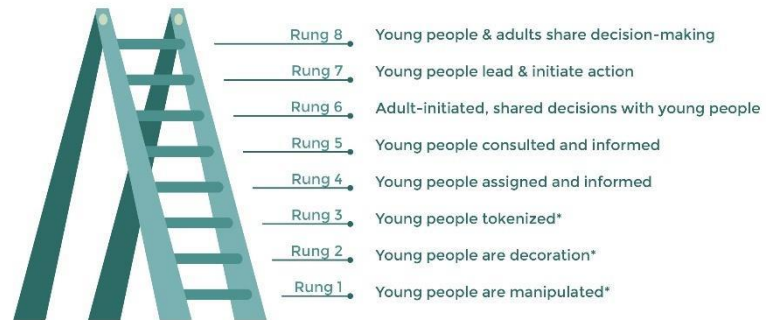 Rung 8 Young people & adults share decision-making
Rung 7 Young people lead & initiate action
Rung 6 Adult-initiated, shared decisions with young people
Rung 5 Young people consulted and informed
Rung 4 Young people assigned and informed
Rung 3 Young people tokenized*
Rung 2 Young people are decoration*
Rung 1 Young people are manipulated*